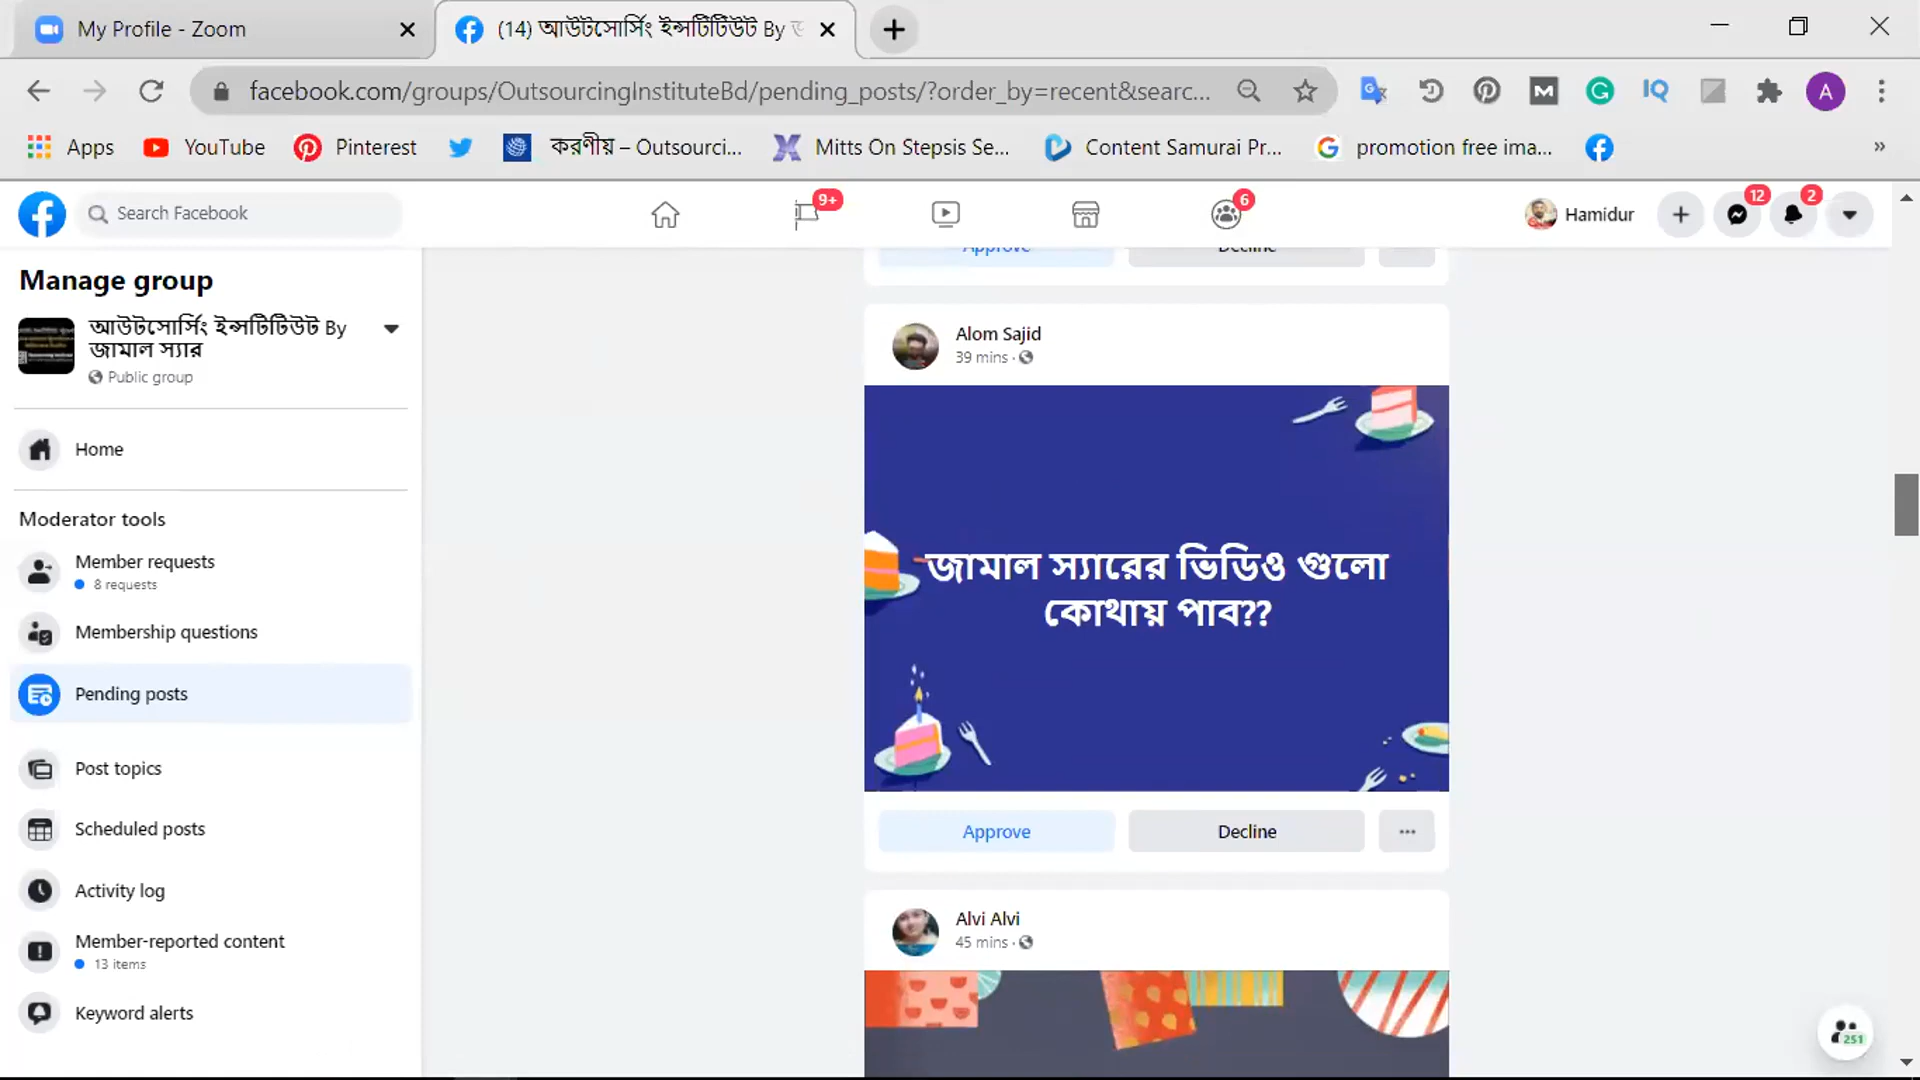 My Profile - Zoom
(14) আউটসোর্সিং ইন্সটিটিউট By
facebook.com/groups/OutsourcingInstituteBd/pending_posts/?order_by=recent&searc...
A
Apps
YouTube
Pinterest
করণীয় – Outsourci...
Mitts On Stepsis Se...
Content Samurai Pr...
promotion free ima...
»
Search Facebook
9+
6
Hamidur
12
2
Manage group
আউটসোর্সিং ইন্সটিটিউট By
জামাল স্যার
Public group
Home
Moderator tools
Member requests
8 requests
Membership questions
Pending posts
Post topics
Scheduled posts
Activity log
Member-reported content
13 items
Keyword alerts
Approve
Decline
Alom Sajid
39 mins ·
জামাল স্যারের ভিডিও গুলো
কোথায় পাব??
Approve
Decline
Alvi Alvi
45 mins ·
251